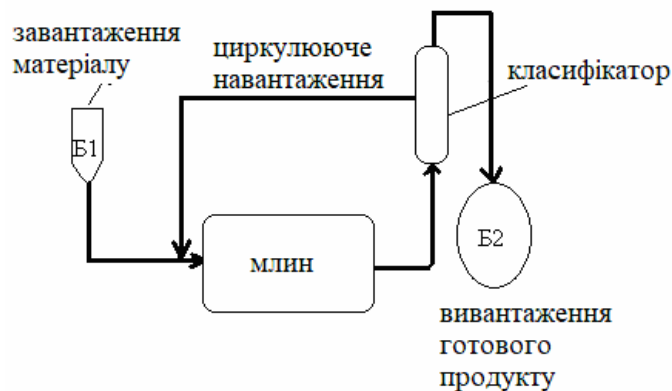 завантаження
матеріалу
циркулююче
навантаження
класифікатор
Б1
млин
Б2
вивантаження
готового
продукту